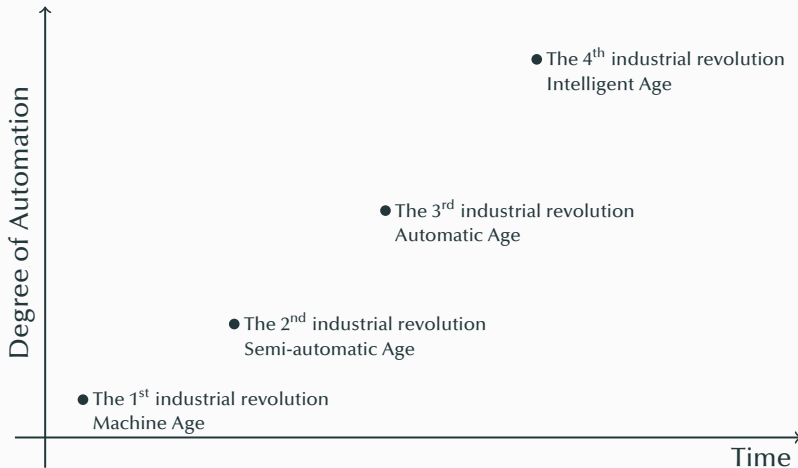 Degree of Automation
The 4th industrial revolution
Intelligent Age
The 3rd industrial revolution
Automatic Age
The 2nd industrial revolution
Semi-automatic Age
The 1st industrial revolution
Machine Age
Time